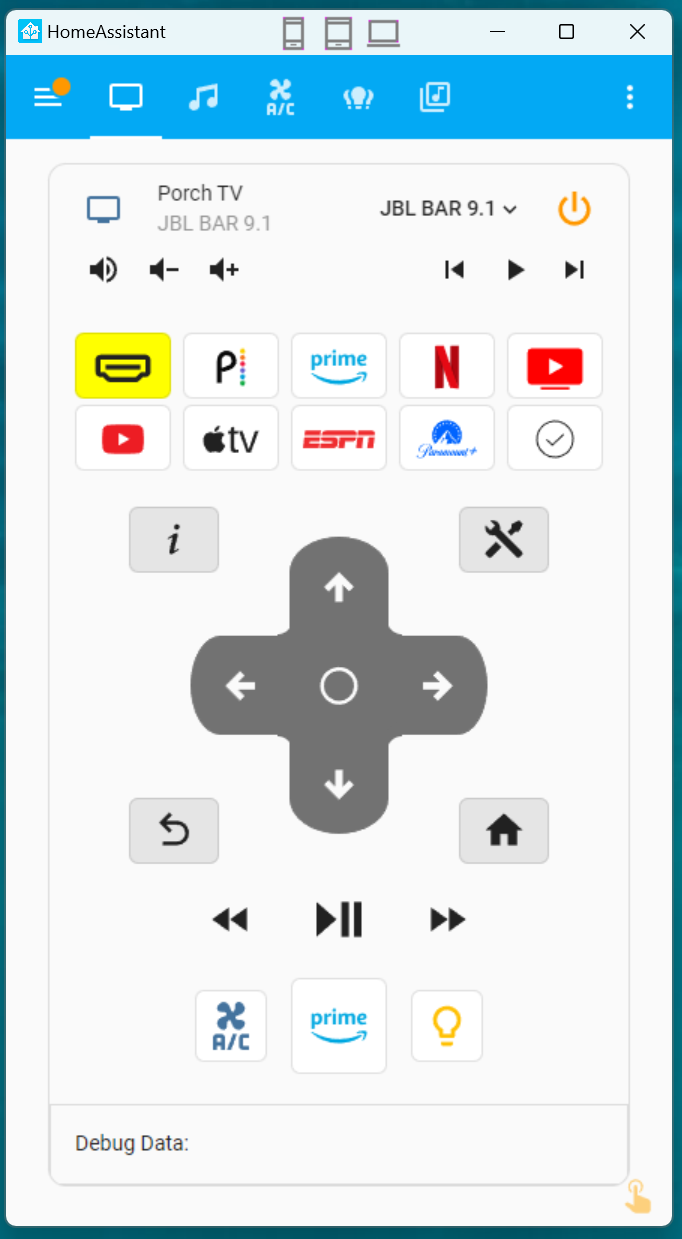 HomeAssistant
A/C
Porch TV
JBL BAR 9.1
JBL BAR 9.1
P
prime
N
tv
ESPN
Paramount+
i
A/C
prime
Debug Data: